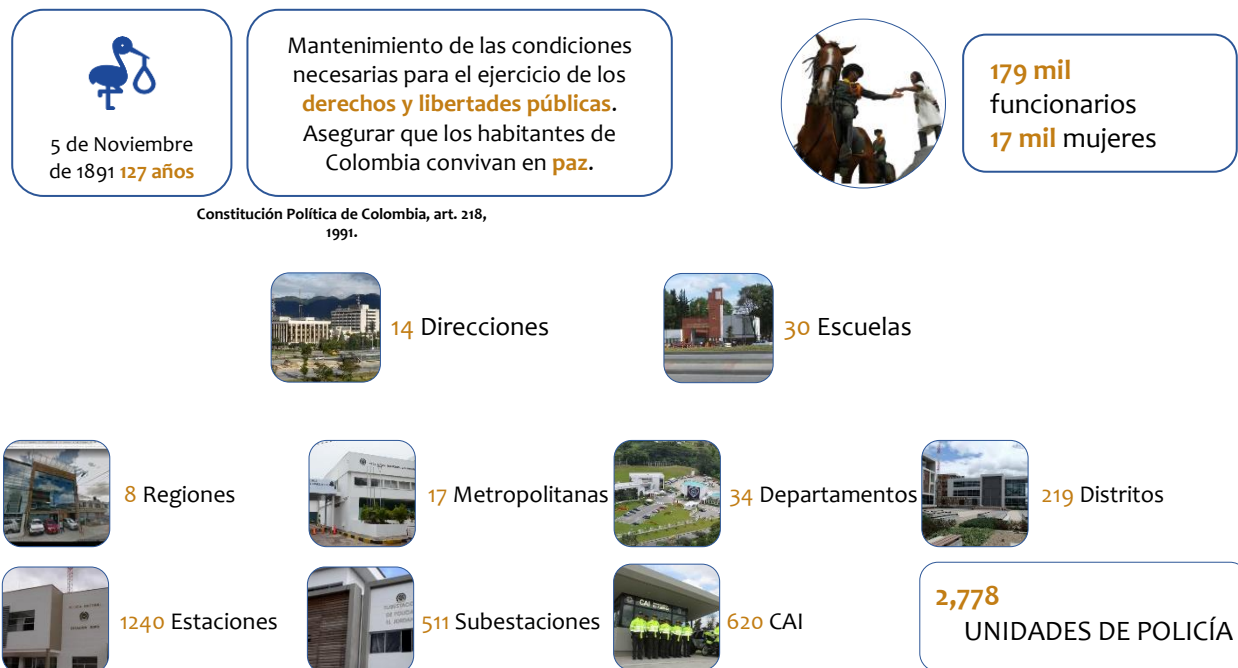 5 de Noviembre
de 1891 127 años
Mantenimiento de las condiciones
necesarias para el ejercicio de los
derechos y libertades públicas.
Asegurar que los habitantes de
Colombia convivan en paz.
179 mil
funcionarios
17 mil mujeres
Constitución Política de Colombia, art. 218,
1991.
14 Direcciones
30 Escuelas
8 Regiones
17 Metropolitanas
34 Departamentos
219 Distritos
1240 Estaciones
511 Subestaciones
CAI
620 CAI
2,778
UNIDADES DE POLICÍA